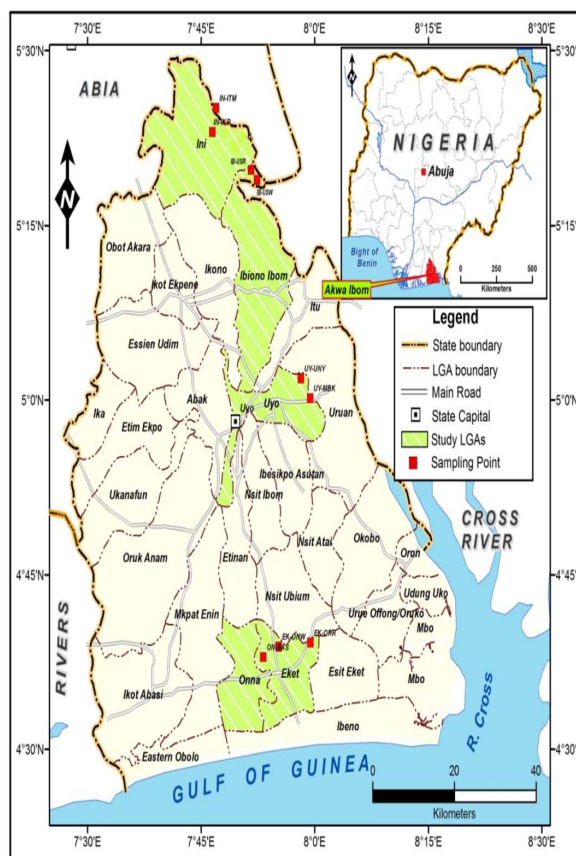 7°30'E
7°45'E
8°0'E
8°15'E
5°30'N
5°15'N
5°0'N
4°45'N
4°30'N
ABIA
N
IN-ITM
Ini
IB-USR
IB-USW
Obot Akara
Ikot Ekpene
Ikono
Ibiono Ibom
Itu
Essien Udim
UY-UNY
UY-MBK
Abak
Uyo
Uyo
Uruan
Ika
Etim Ekpo
Ibesikpo Asutan
Ukanafun
Nsit Ibom
Nsit Atai
Okobo
CROSS
RIVER
Oruk Anam
Etinan
Oron
Nsit Ubium
Udung Uko
Mkpat Enin
Urue Offong/Oruko
Mbo
EK-ORR
Onna
Eket
Esit Eket
Mbo
Ikot Abasi
Ibeno
Eastern Obolo
RIVERS
R. Cross
GULF OF GUINEA
0 20 40
Kilometers
7°30'E
7°45'E
8°0'E
8°15'E
5°30'N
5°15'N
5°0'N
4°45'N
4°30'N
N
NIGERIA
Abuja
Bight of
Benin
0 250 500
Kilometers
Akwa Ibom
Legend
State boundary
LGA boundary
Main Road
State Capital
Study LGAs
Sampling Point